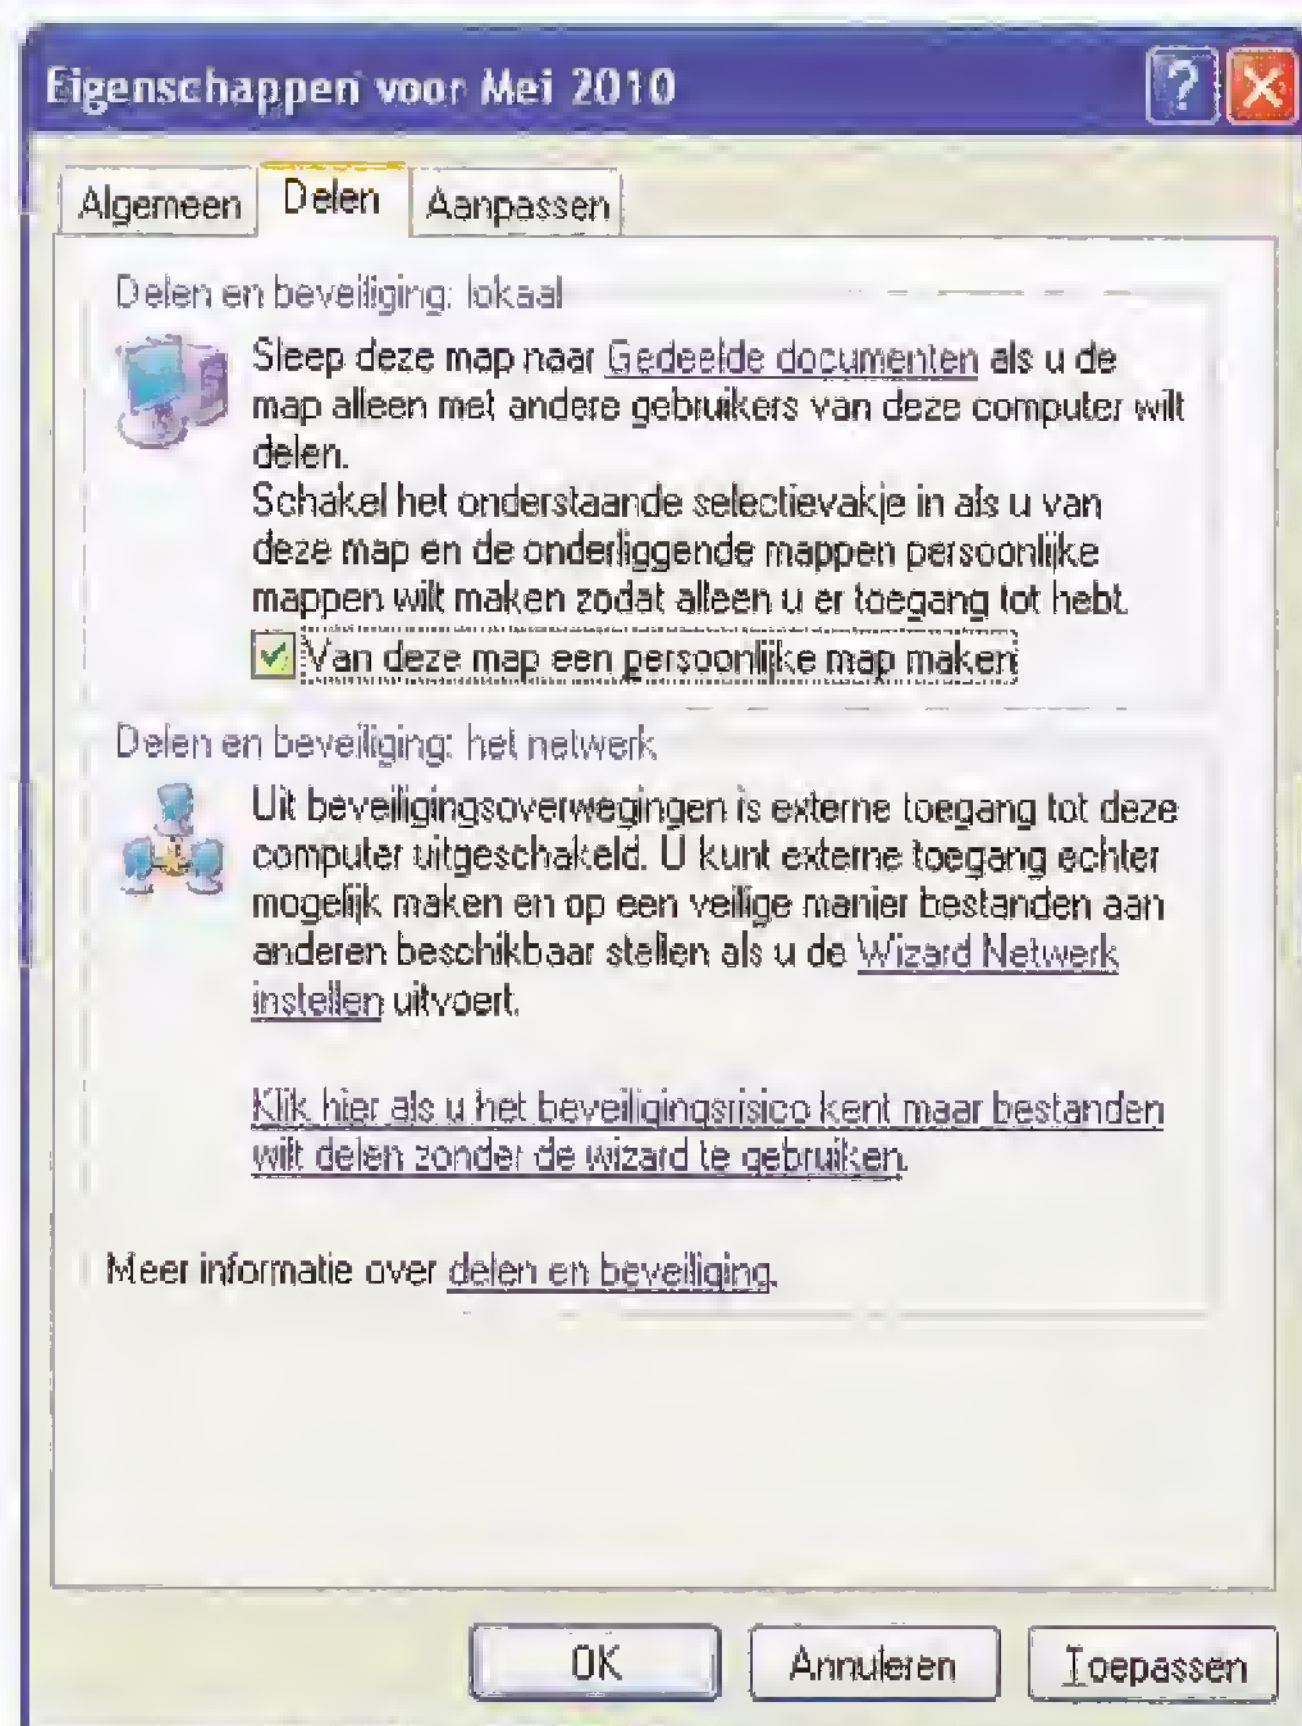 Eigenschappen voor Mei 2010
?
Algemeen Delen Aanpassen
Delen en beveiliging: lokaal
Sleep deze map naar Gedeelde documenten als u de
map alleen met andere gebruikers van deze computer wilt
delen.
Schakel het onderstaande selectievakje in als u van
deze map en de onderliggende mappen persoonlijke
mappen wilt maken zodat alleen u er toegang tot hebt.
Van deze map een persoonlijke map maken
Delen en beveiliging: het netwerk
Uit beveiligingsoverwegingen is externe toegang tot deze
computer uitgeschakeld. U kunt externe toegang echter
mogelijk maken en op een veilige manier bestanden aan
anderen beschikbaar stellen als u de Wizard Netwerk
instellen uitvoert.
Klik hier als u het beveiligingsrisico kent maar bestanden
wilt delen zonder de wizard te gebruiken.
Meer informatie over delen en beveiliging.
OK Annuleren Toepassen